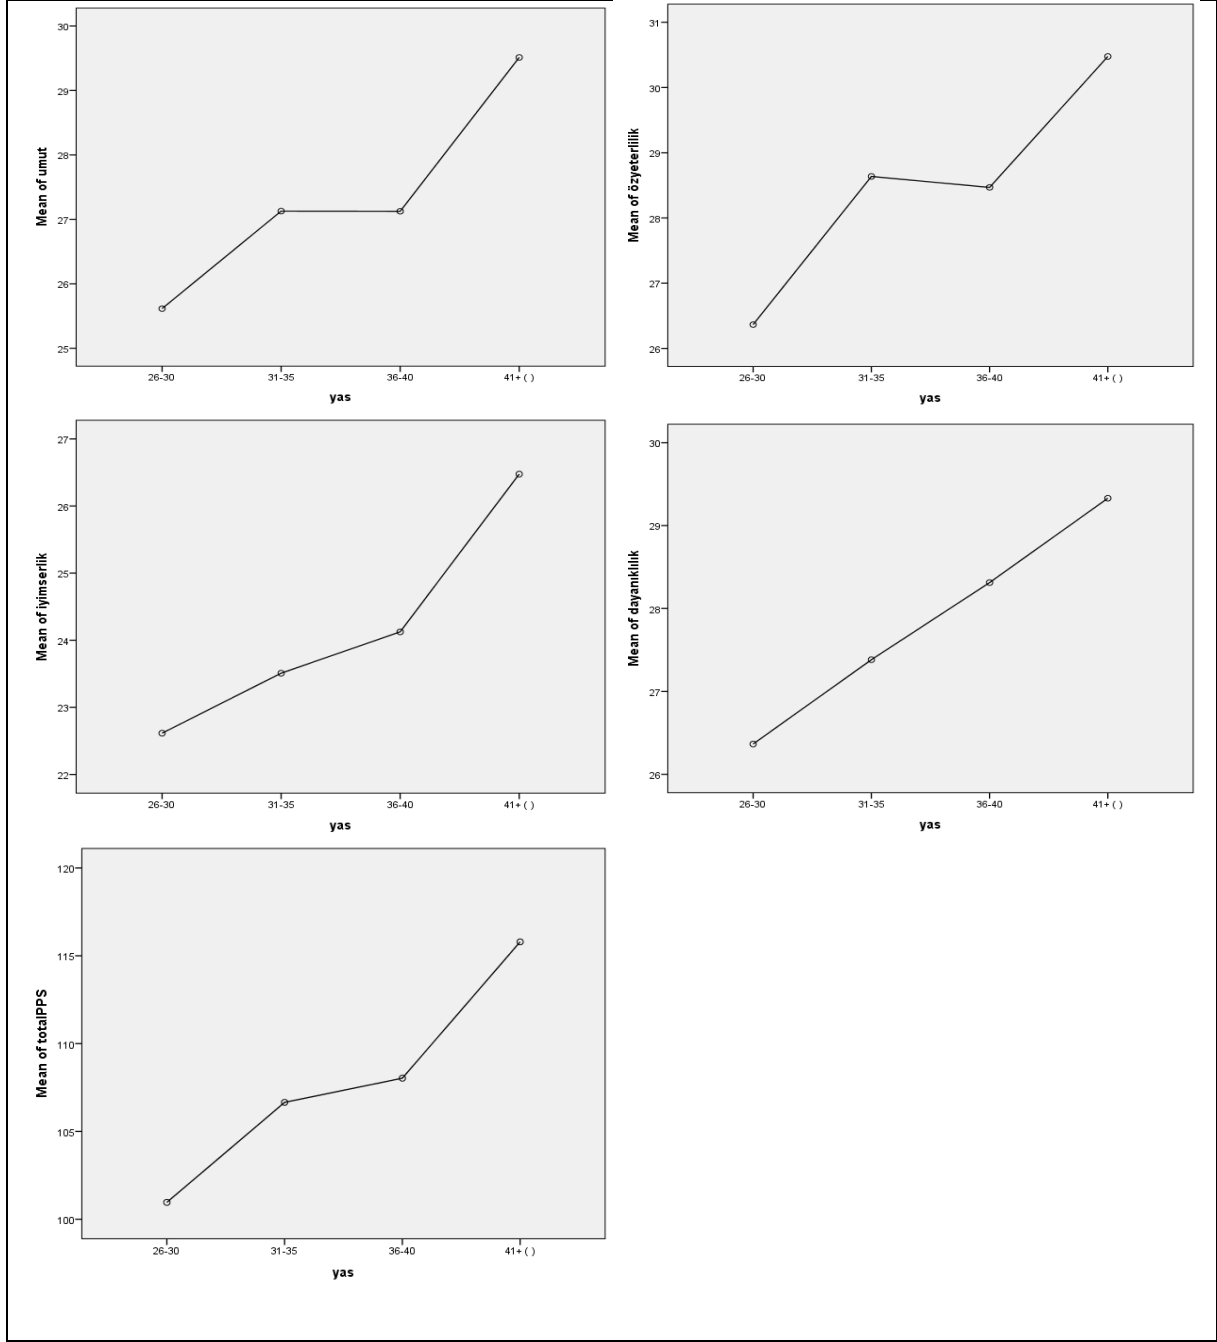 Mean of umut
30
29
28
27
26
25
26-30 31-35 36-40 41+ ( )
yas
Mean of özyeterlilik
31
30
29
28
27
26
26-30 31-35 36-40 41+ ( )
yas
Mean of iyimserlik
27
26
25
24
23
22
26-30 31-35 36-40 41+ ( )
yas
Mean of dayanıklılık
30
29
28
27
26
26-30 31-35 36-40 41+ ( )
yas
Mean of totalPPS
120
115
110
105
100
26-30 31-35 36-40 41+ ( )
yas